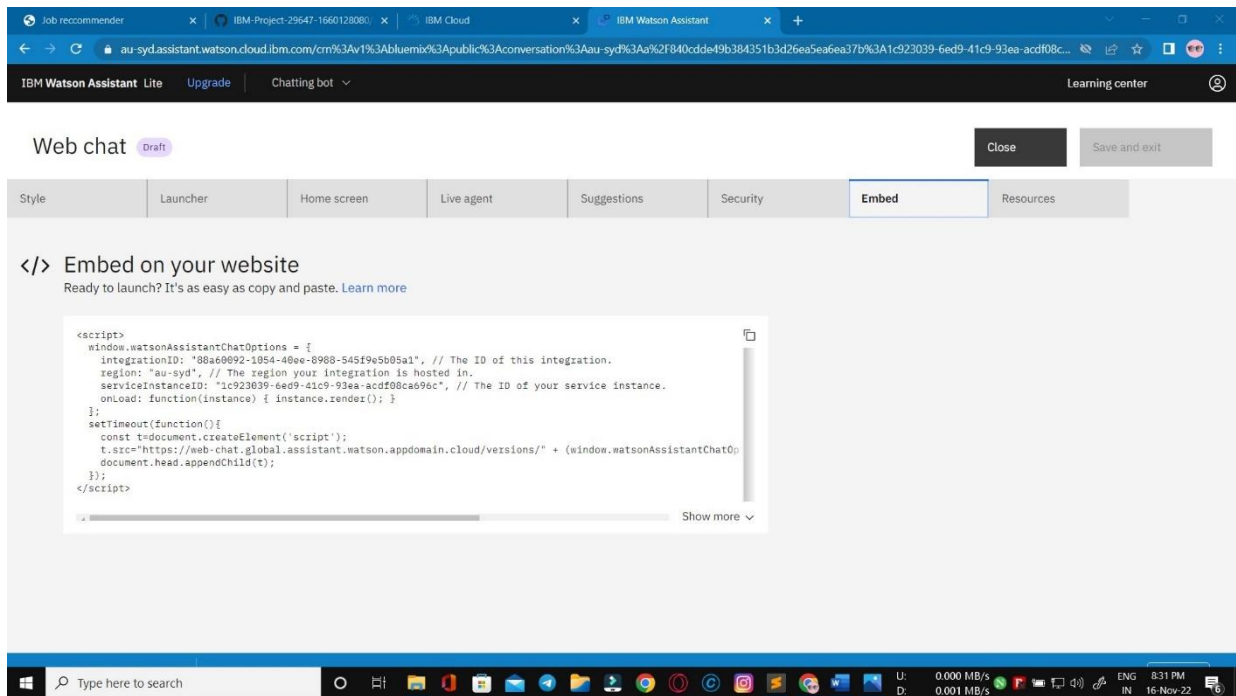 Job reccommender
IBM-Project-29647-1660128080/
IBM Cloud
IBM Watson Assistant
au-syd.assistant.watson.cloud.ibm.com/crn%3Av1%3Abluemix%3Apublic%3Aconversation%3Aau-syd%3Aa%2F840cdde49b384351b3d26ea5ea6ea37b%3A1c923039-6ed9-41c9-93ea-acdf08c...
IBM Watson Assistant Lite Upgrade Chatting bot Learning center
Web chat Draft Close Save and exit
Style Launcher Home screen Live agent Suggestions Security Embed Resources
</> Embed on your website
Ready to launch? It's as easy as copy and paste. Learn more
<script>
window.watsonAssistantChatOptions = {
integrationID: "88a60092-1054-40ee-8988-545f9e5b05a1", // The ID of this integration.
region: "au-syd", // The region your integration is hosted in.
serviceInstanceID: "1c923039-6ed9-41c9-93ea-acdf08ca696c", // The ID of your service instance.
onLoad: function(instance) { instance.render(); }
};
setTimeout(function(){
const t=document.createElement('script');
t.src="https://web-chat.global.assistant.watson.appdomain.cloud/versions/" + (window.watsonAssistantChatOp
document.head.appendChild(t);
});
</script>
Show more
Type here to search
U: 0.000 MB/s
D: 0.001 MB/s
ENG 8:31 PM
IN 16-Nov-22
6